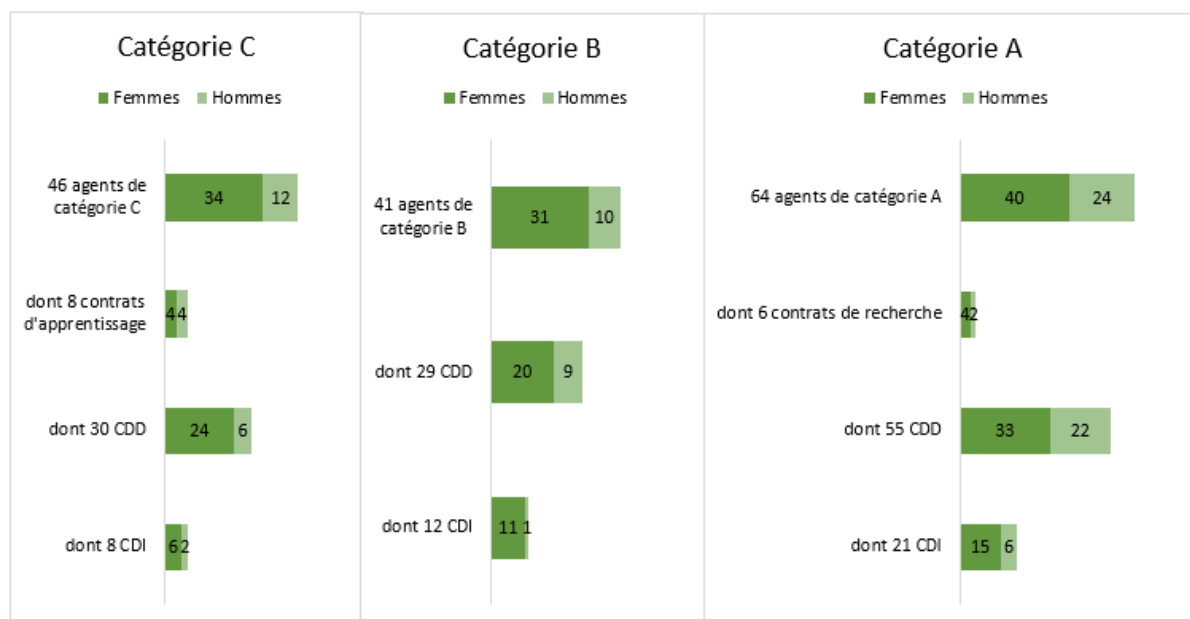 Catégorie C
Femmes Hommes
46 agents de
catégorie C
34 12
dont 8 contrats
d'apprentissage
4 4
dont 30 CDD
24 6
dont 8 CDI
6 2
Catégorie B
Femmes Hommes
41 agents de
catégorie B
31 10
dont 29 CDD
20 9
dont 12 CDI
11 1
Catégorie A
Femmes Hommes
64 agents de catégorie A
40 24
dont 6 contrats de recherche
4 2
dont 55 CDD
33 22
dont 21 CDI
15 6